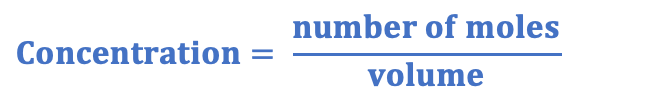 number of moles
Concentration =
volume